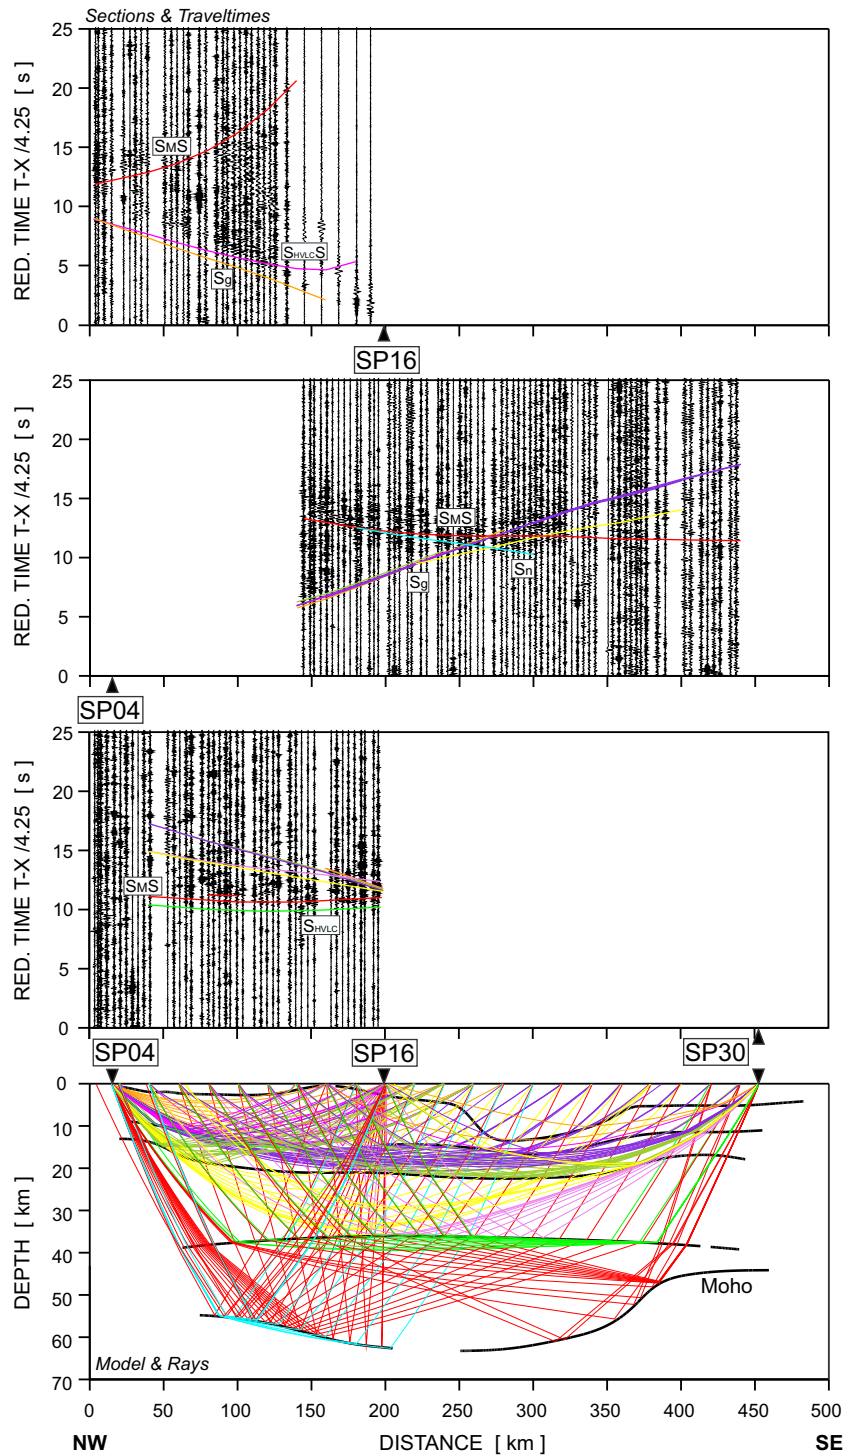 Sections & Traveltimes
RED. TIME T-X /4.25 [ s ]
25
20
15
10
5
0
SMS
SHVLCS
Sg
SP16
RED. TIME T-X /4.25 [ s ]
25
20
15
10
5
0
SMS
Sg
Sn
SP04
RED. TIME T-X /4.25 [ s ]
25
20
15
10
5
0
SMS
SHVLC
SP04
SP16
SP30
DEPTH [ km ]
0
10
20
30
40
50
60
70
Moho
Model & Rays
0 50 100 150 200 250 300 350 400 450 500
NW DISTANCE [ km ] SE